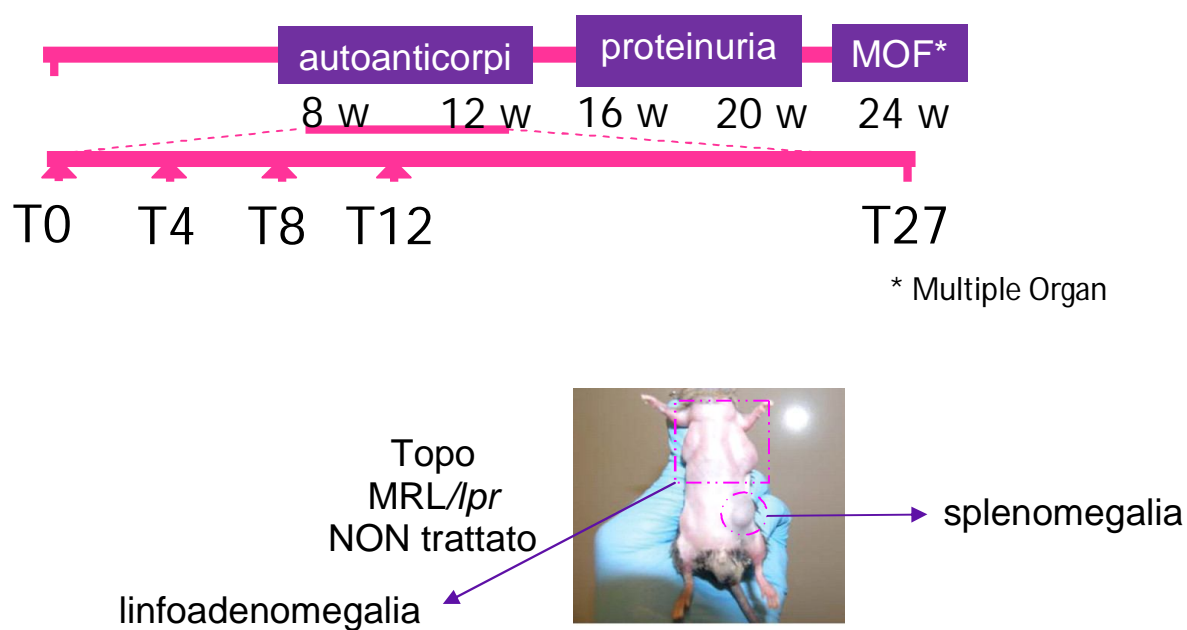 autoanticorpi
proteinuria
MOF*
8 w 12 w 16 w 20 w 24 w
T0 T4 T8 T12 T27
* Multiple Organ
Topo
MRL/lpr
NON trattato
splenomegalia
linfoadenomegalia